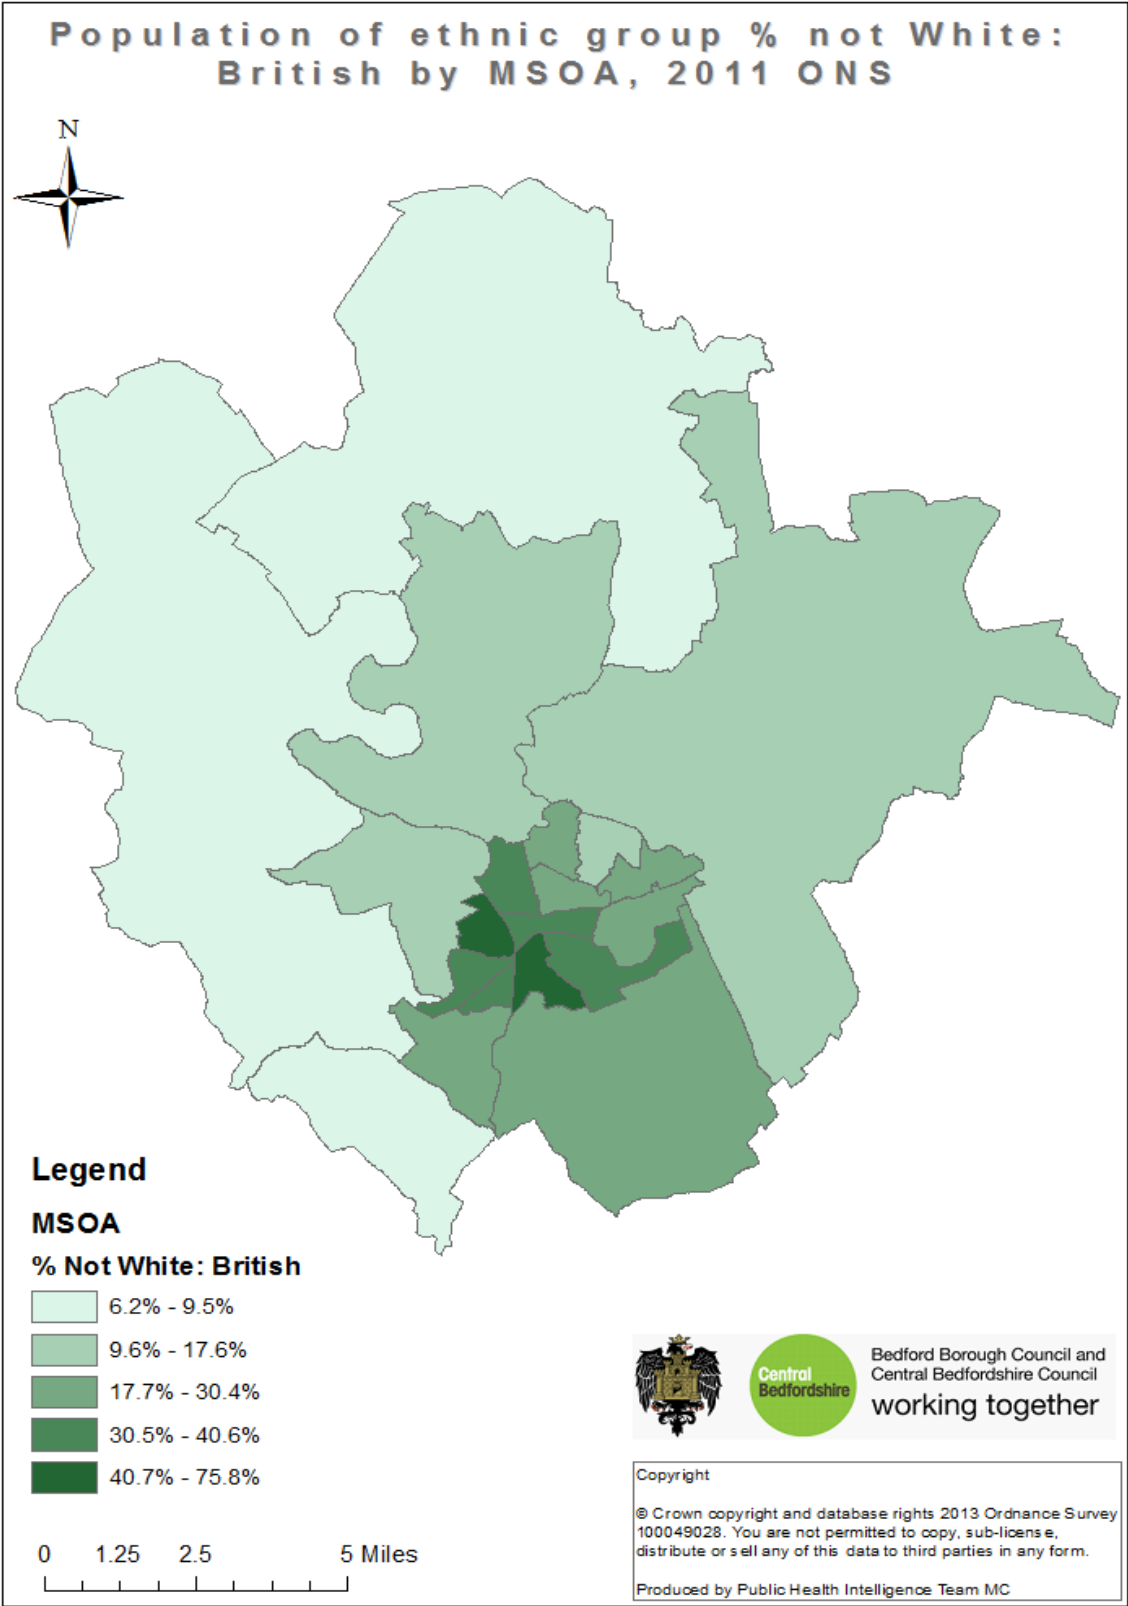 Population of ethnic group % not White:
British by MSOA, 2011 ONS
N
Legend
MSOA
% Not White: British
6.2% - 9.5%
9.6% - 17.6%
17.7% - 30.4%
30.5% - 40.6%
40.7% - 75.8%
0 1.25 2.5 5 Miles
Central
Bedfordshire
Bedford Borough Council and
Central Bedfordshire Council
working together
Copyright
© Crown copyright and database rights 2013 Ordnance Survey
100049028. You are not permitted to copy, sub-license,
distribute or sell any of this data to third parties in any form.
Produced by Public Health Intelligence Team MC